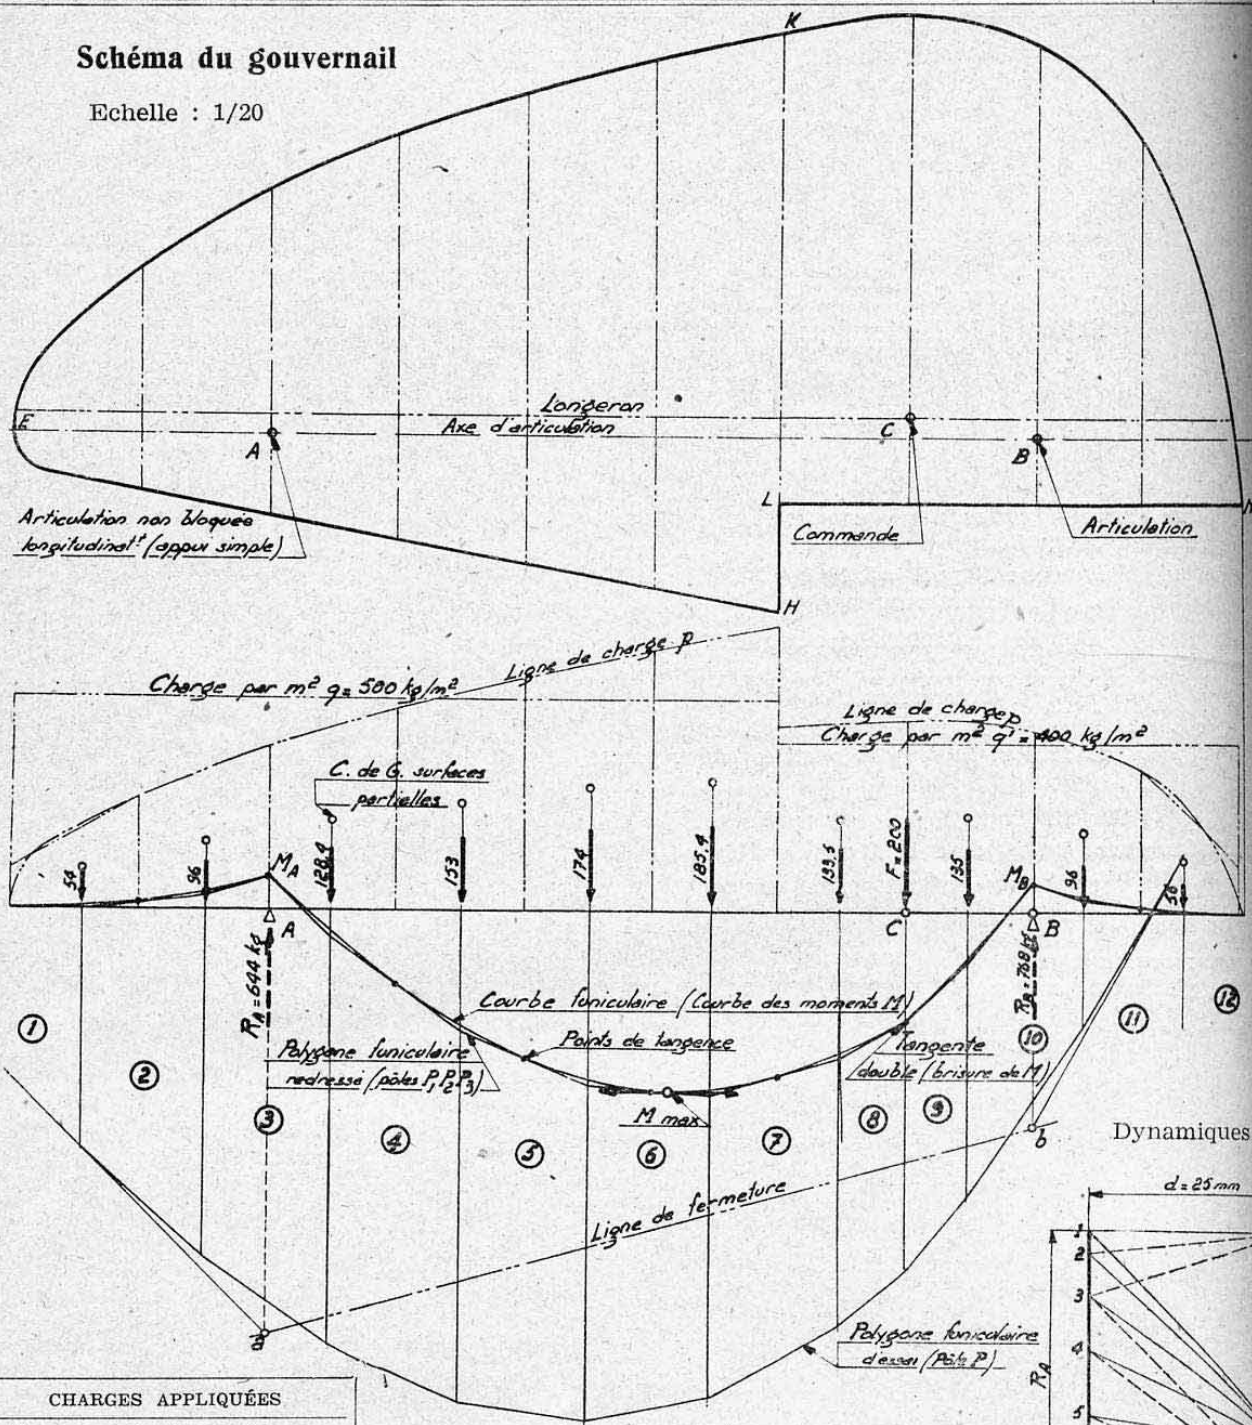 Schéma du gouvernail
Echelle : 1/20
K
E
Longeron
Axe d'articulation
A
C
B
L
Articulation non bloquée
longitudinalt (appui simple)
Commande
Articulation
H
Ligne de charge p
Charge par m² q = 500 kg/m²
Ligne de charge p
Charge par m² q' = 400 kg/m²
C. de G. surfaces
partielles
54
96
MA
128.4
153
174
185.4
F=200
135
MB
96
A
C
B
RA=644 kg
Courbe funiculaire (Courbe des moments M)
1
Polygone funiculaire
redressé (pôles P1 P2 P3)
Points de tangence
Tangente
double (brisure de M)
10
11
12
2
3
4
5
M max
6
7
8
9
b
Dynamiques
Ligne de fermeture
d = 25 mm
1
2
3
4
5
RA
a
Polygone funiculaire
d'essai (Pôle P)
CHARGES APPLIQUÉES